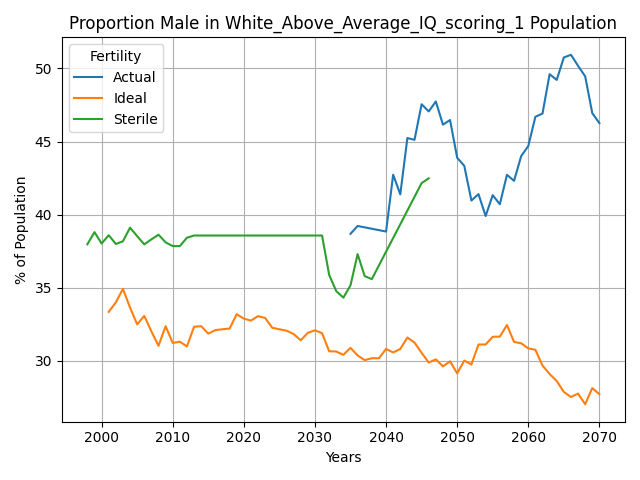 Proportion Male in White_Above_Average_IQ_scoring_1 Population
Fertility
Actual
Ideal
Sterile
% of Population
50
45
40
35
30
2000 2010 2020 2030 2040 2050 2060 2070
Years